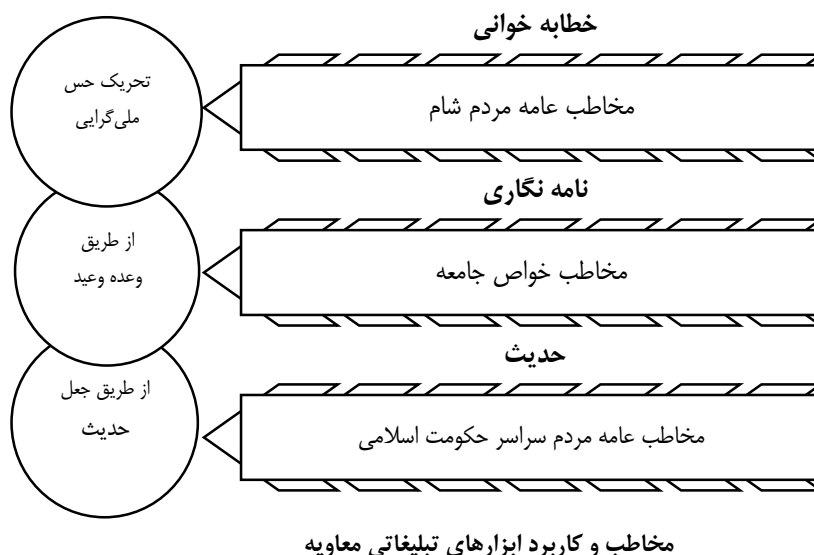 خطابه خوانی
مخاطب عامه مردم شام
تحریک حس
ملی‌گرایی
نامه نگاری
مخاطب خواص جامعه
از طریق
وعده وعید
حدیث
مخاطب عامه مردم سراسر حکومت اسلامی
از طریق جعل
حدیث
مخاطب و کاربرد ابزارهای تبلیغاتی معاویه